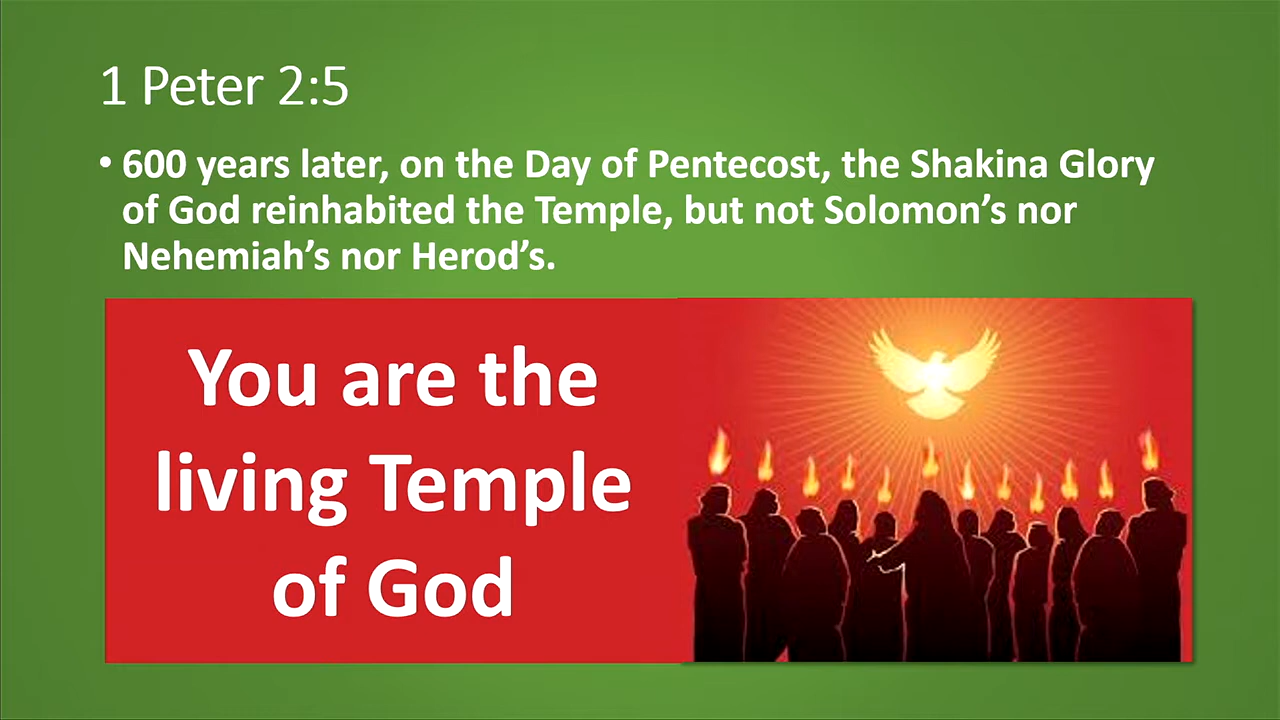 1 Peter 2:5
• 600 years later, on the Day of Pentecost, the Shakina Glory
of God reinhabited the Temple, but not Solomon’s nor
Nehemiah’s nor Herod’s.
You are the
living Temple
of God